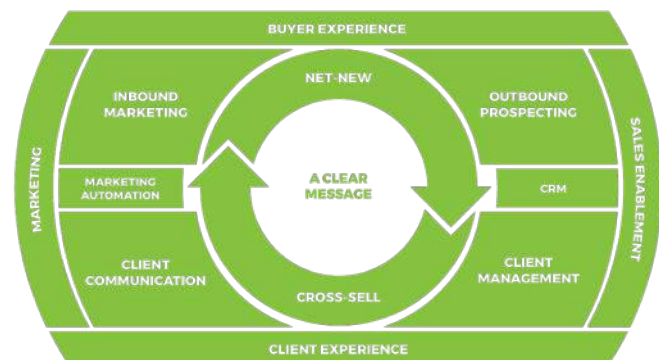 BUYER EXPERIENCE
NET-NEW
INBOUND
MARKETING
OUTBOUND
PROSPECTING
MARKETING
SALES ENABLEMENT
MARKETING
AUTOMATION
A CLEAR
MESSAGE
CRM
CLIENT
COMMUNICATION
CLIENT
MANAGEMENT
CROSS-SELL
CLIENT EXPERIENCE